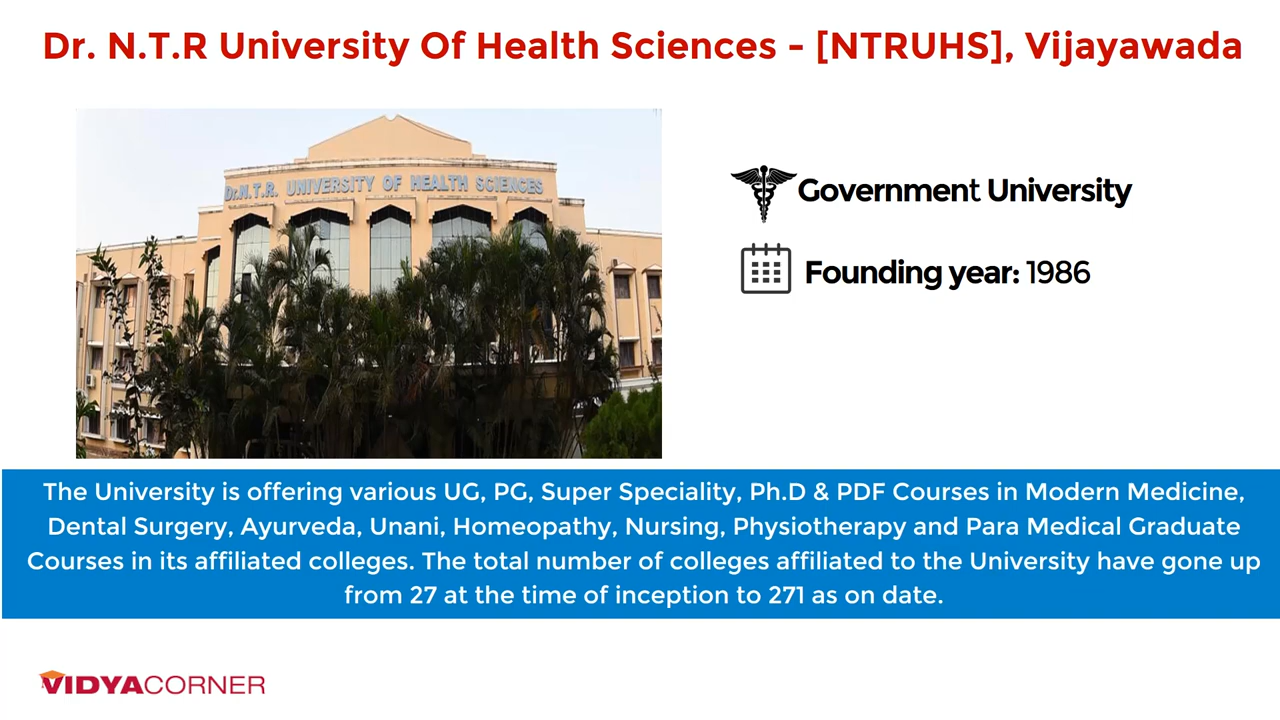 Dr. N.T.R University Of Health Sciences - [NTRUHS], Vijayawada
Dr.N.T.R. UNIVERSITY OF HEALTH SCIENCES
Government University
Founding year: 1986
The University is offering various UG, PG, Super Speciality, Ph.D & PDF Courses in Modern Medicine,
Dental Surgery, Ayurveda, Unani, Homeopathy, Nursing, Physiotherapy and Para Medical Graduate
Courses in its affiliated colleges. The total number of colleges affiliated to the University have gone up
from 27 at the time of inception to 271 as on date.
VIDYACORNER